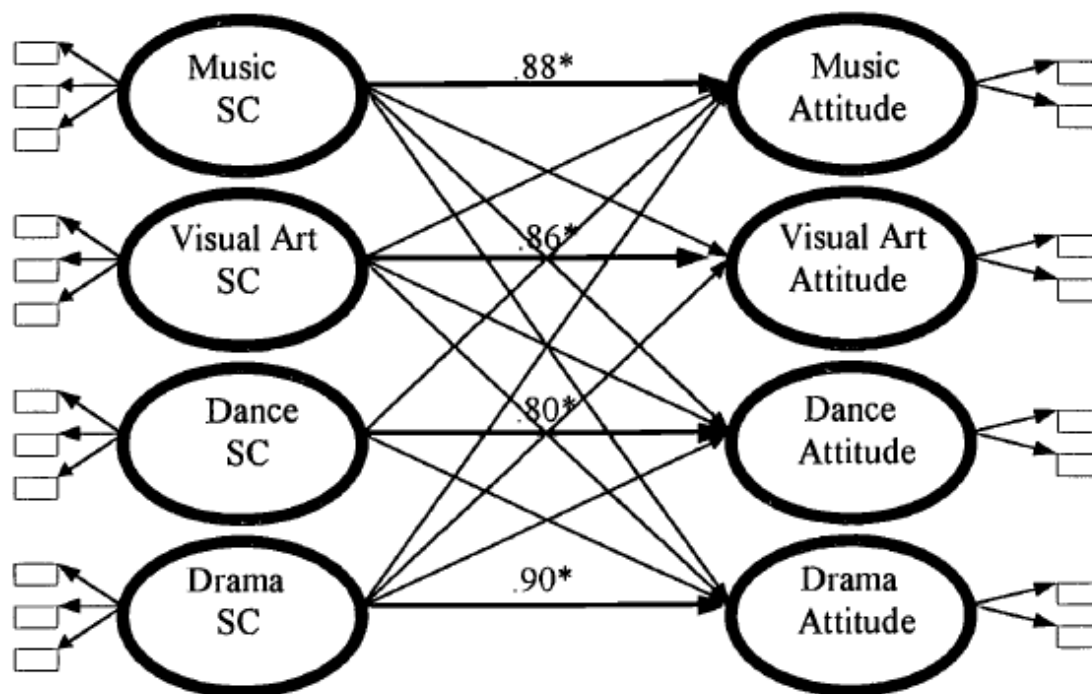 Music
SC
.88*
Music
Attitude
Visual Art
SC
.86*
Visual Art
Attitude
Dance
SC
.80*
Dance
Attitude
Drama
SC
.90*
Drama
Attitude